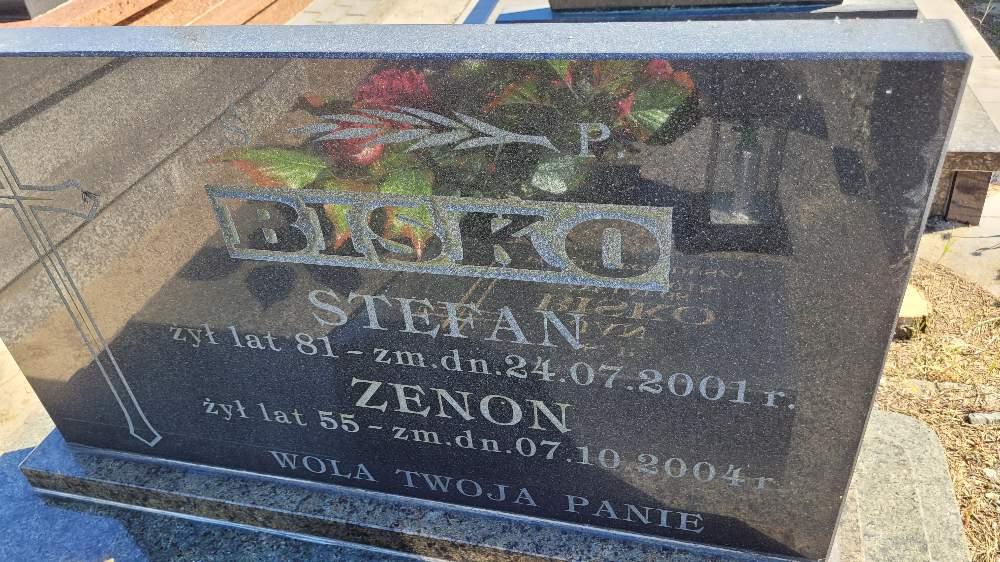 P.
BISKO
STEFAN
żył lat 81 – zm. dn. 24.07.2001 r.
ZENON
żył lat 55 – zm. dn. 07.10.2004 r.
WOLA TWOJA PANIE